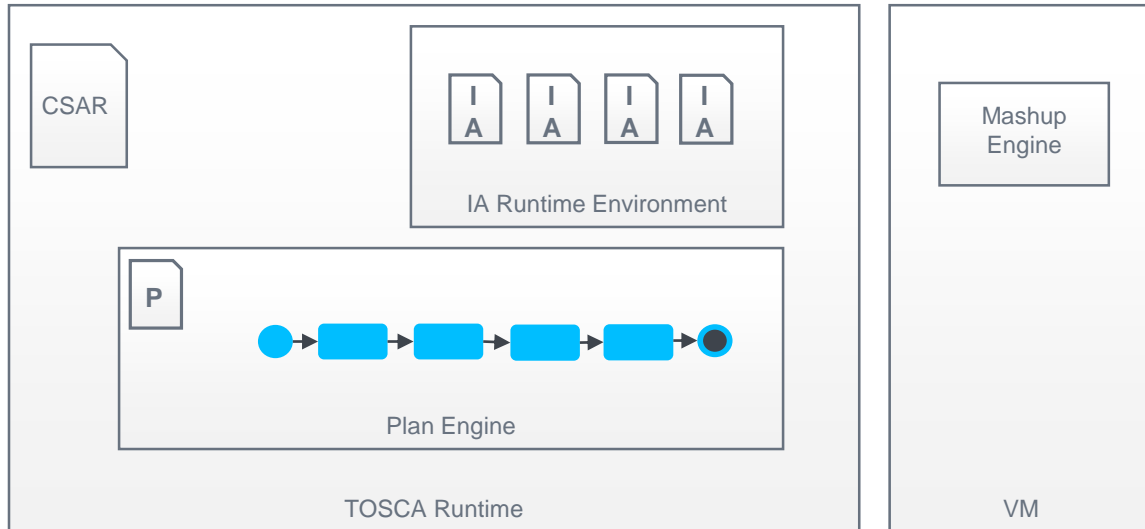 CSAR
I I I I
A A A A
IA Runtime Environment
P
Plan Engine
TOSCA Runtime
Mashup
Engine
VM